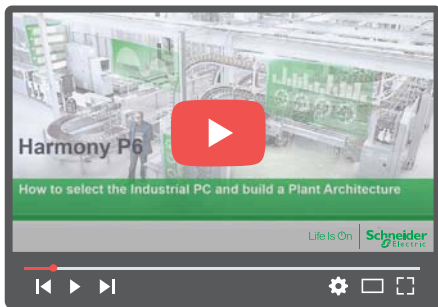 Harmony P6
How to select the Industrial PC and build a Plant Architecture
Life Is On
Schneider
Electric